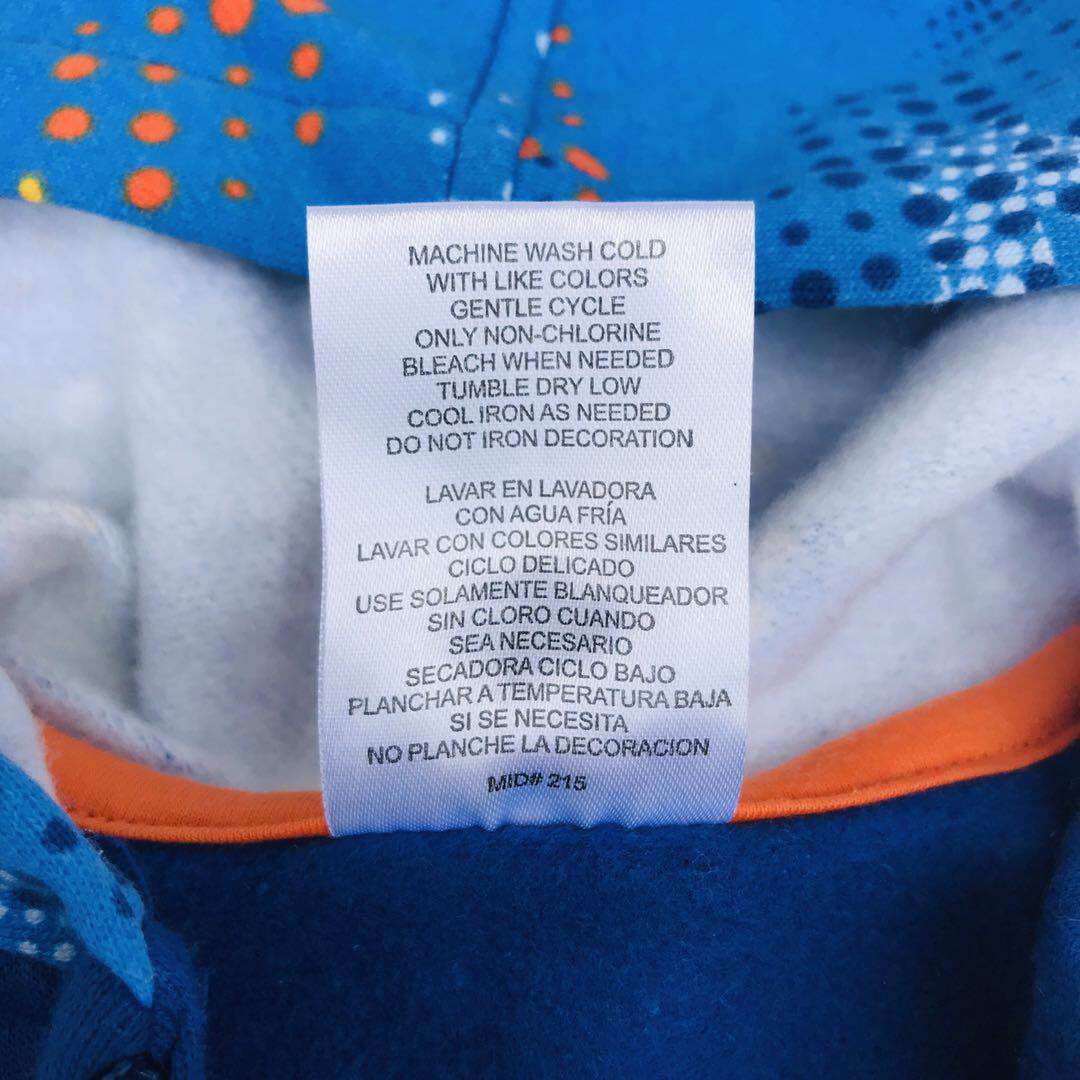 MACHINE WASH COLD
WITH LIKE COLORS
GENTLE CYCLE
ONLY NON-CHLORINE
BLEACH WHEN NEEDED
TUMBLE DRY LOW
COOL IRON AS NEEDED
DO NOT IRON DECORATION
LAVAR EN LAVADORA
CON AGUA FRÍA
LAVAR CON COLORES SIMILARES
CICLO DELICADO
USE SOLAMENTE BLANQUEADOR
SIN CLORO CUANDO
SEA NECESARIO
SECADORA CICLO BAJO
PLANCHAR A TEMPERATURA BAJA
SI SE NECESITA
NO PLANCHE LA DECORACION
MID# 215